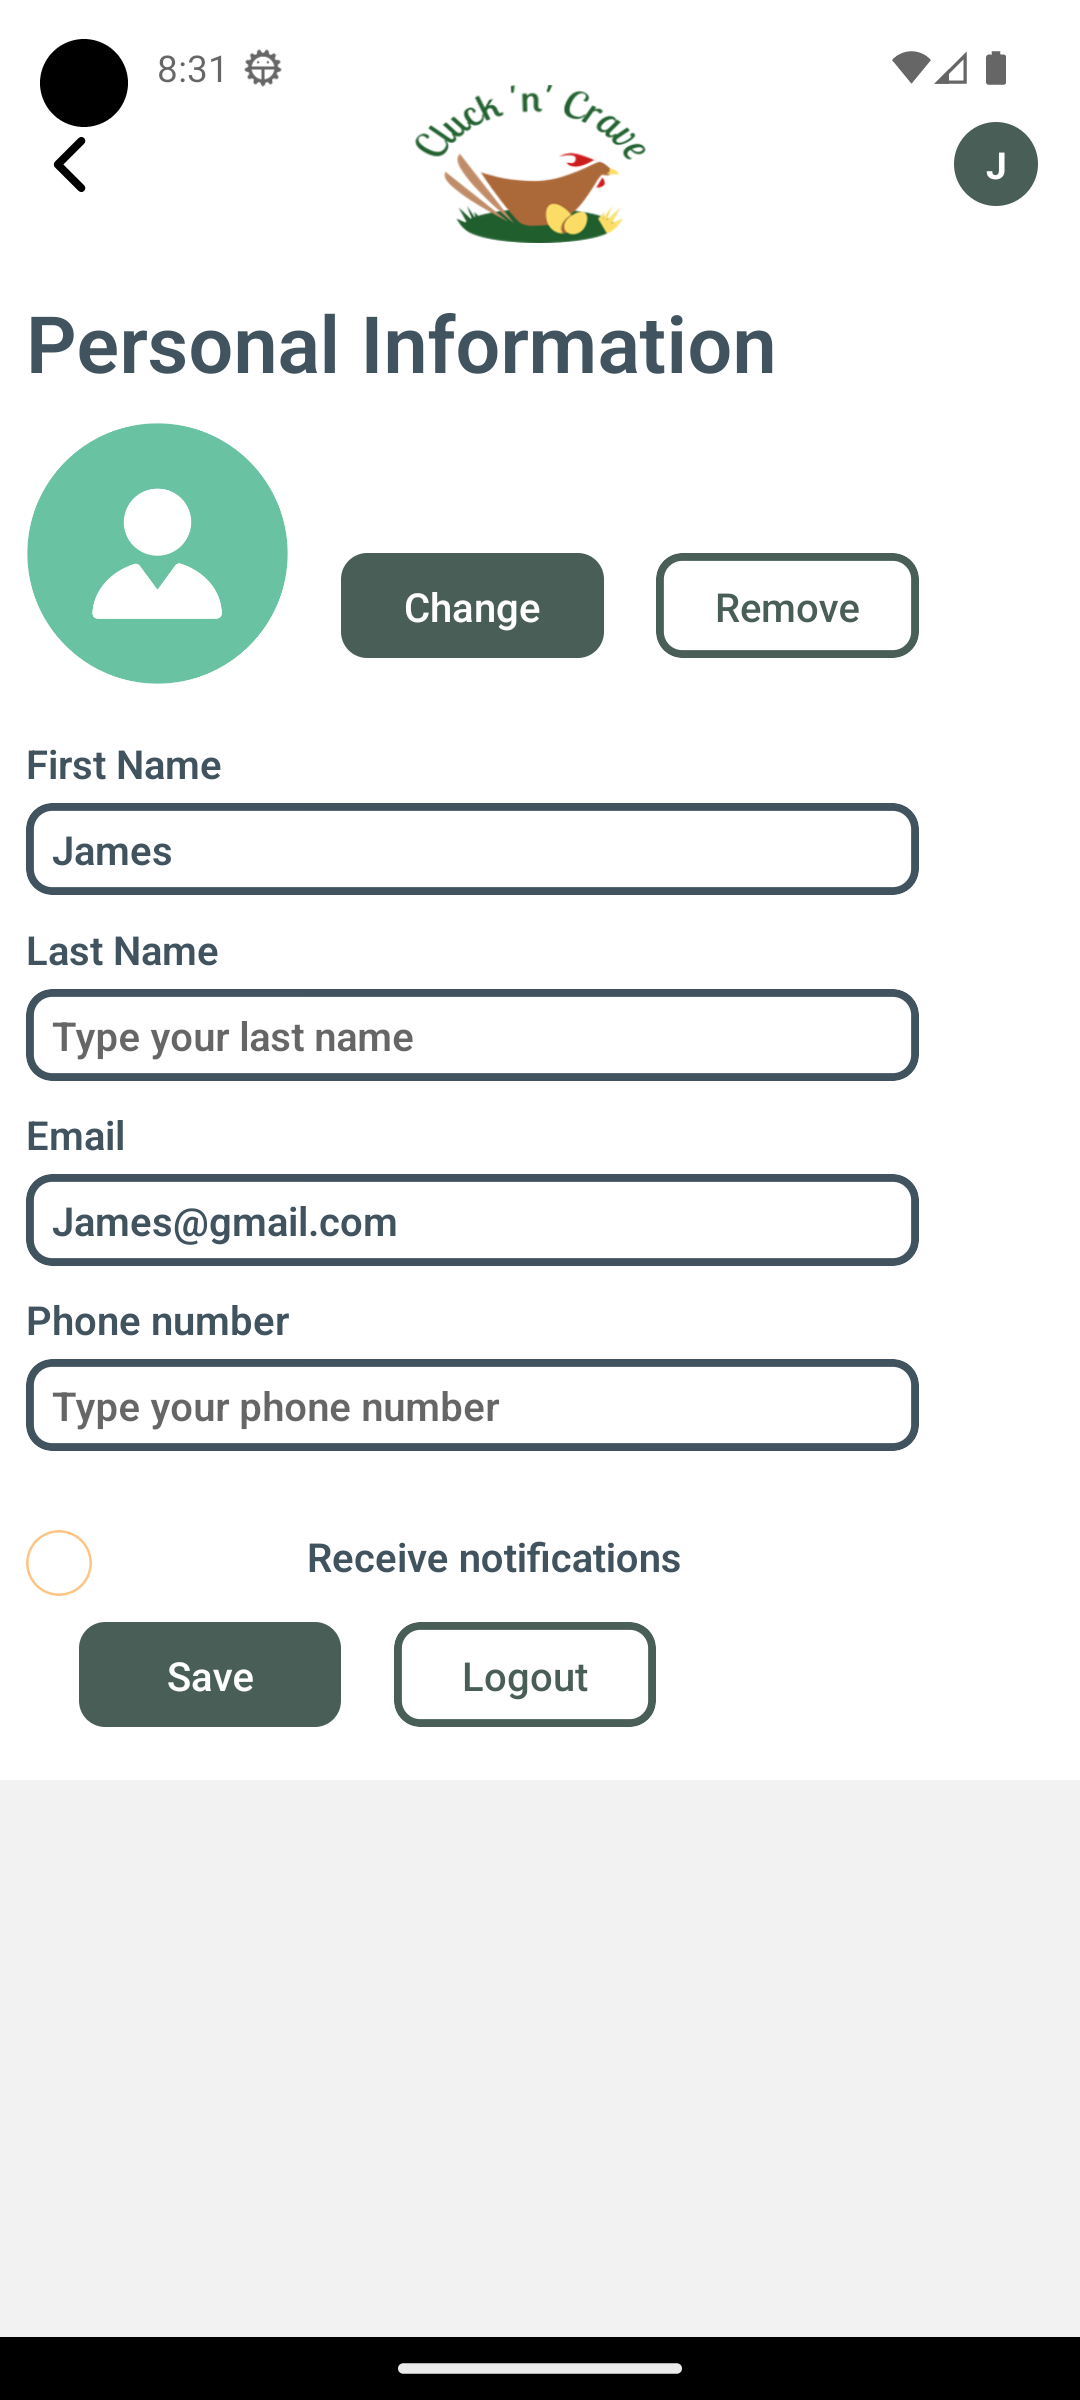 8:31
Cluck 'n' Crave
J
Personal Information
Change
Remove
First Name
James
Last Name
Type your last name
Email
James@gmail.com
Phone number
Type your phone number
Receive notifications
Save
Logout